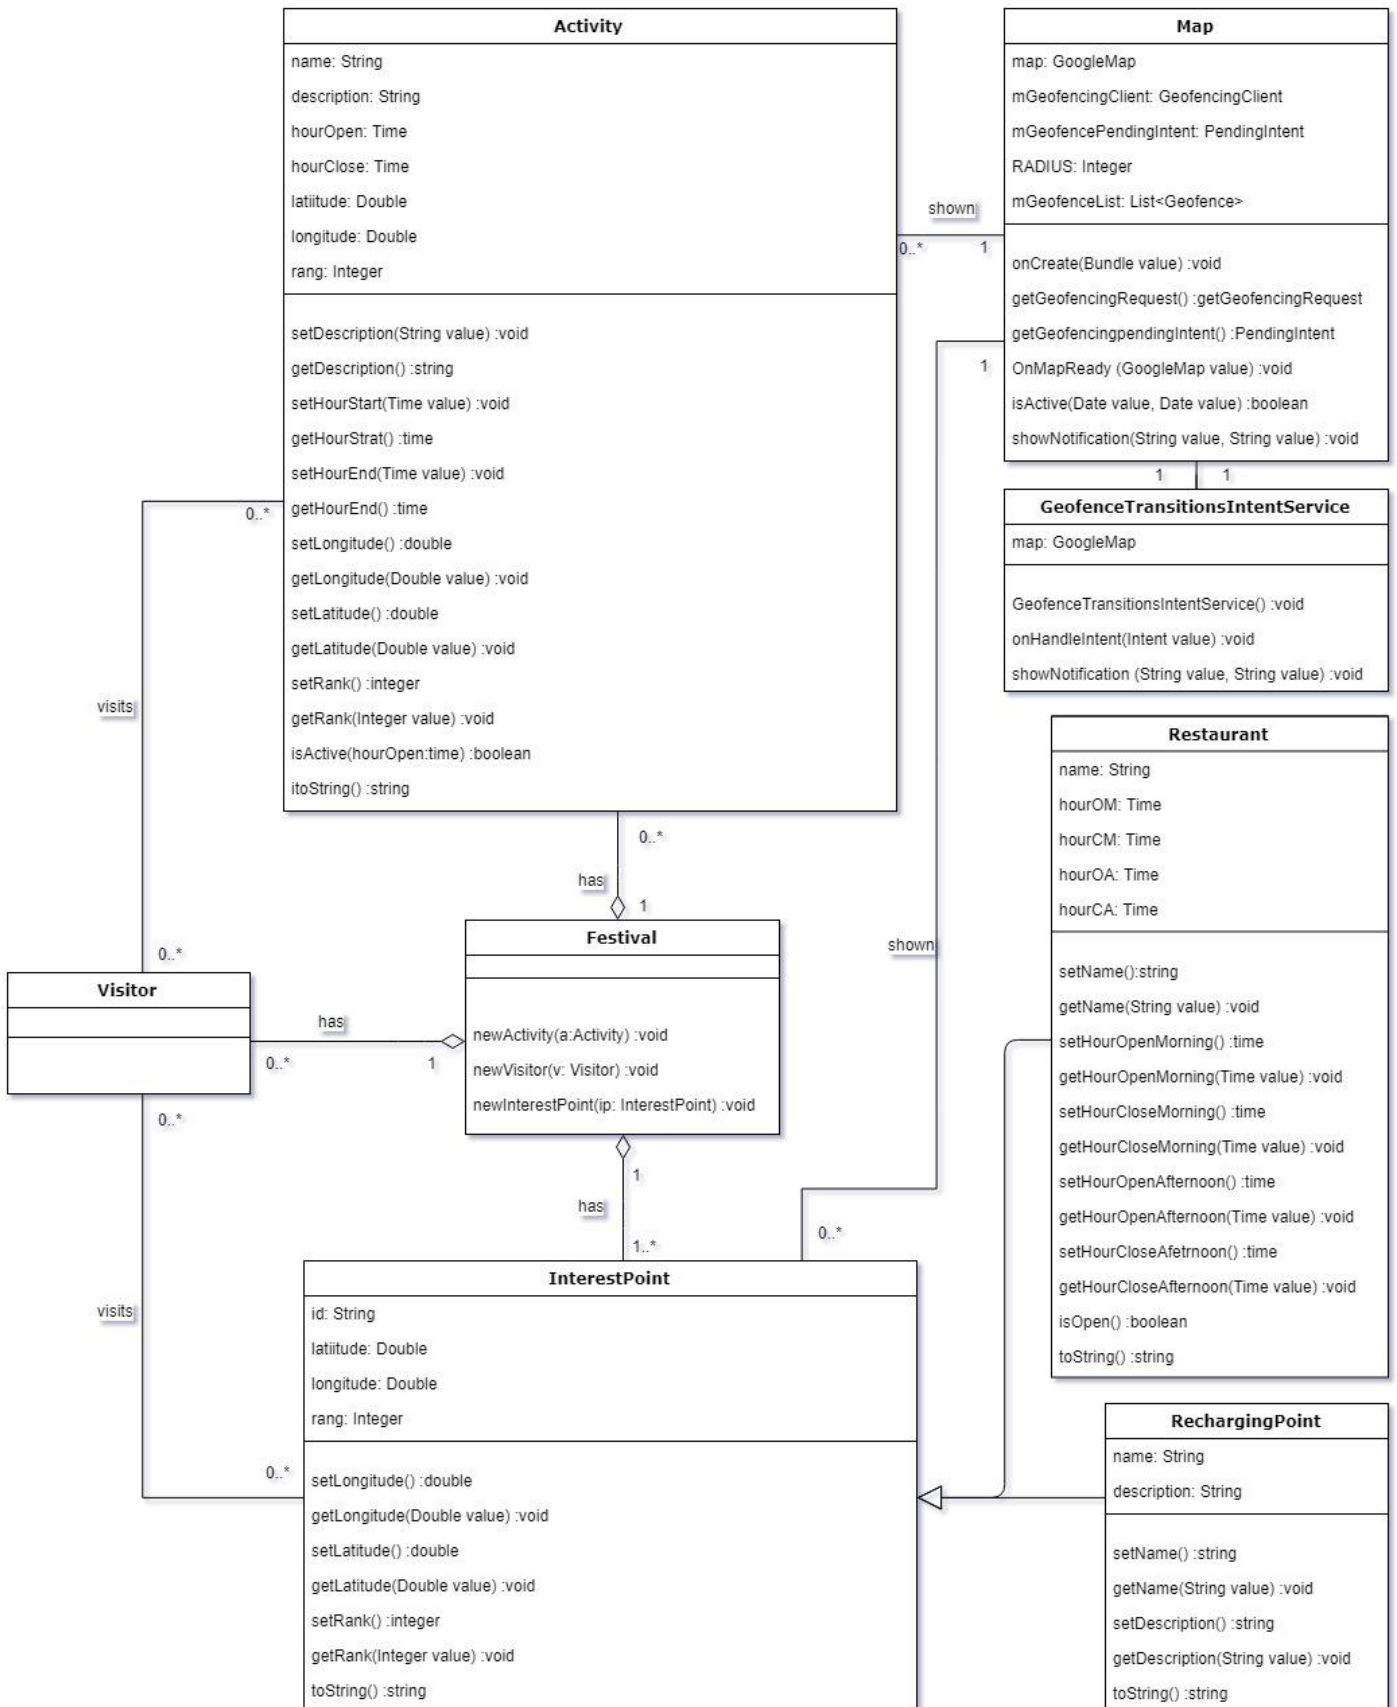 Activity
name: String
description: String
hourOpen: Time
hourClose: Time
latiitude: Double
longitude: Double
rang: Integer
setDescription(String value) :void
getDescription() :string
setHourStart(Time value) :void
getHourStrat() :time
setHourEnd(Time value) :void
getHourEnd() :time
setLongitude() :double
getLongitude(Double value) :void
setLatitude() :double
getLatitude(Double value) :void
setRank() :integer
getRank(Integer value) :void
isActive(hourOpen:time) :boolean
itoString() :string
Map
map: GoogleMap
mGeofencingClient: GeofencingClient
mGeofencePendingIntent: PendingIntent
RADIUS: Integer
mGeofenceList: List<Geofence>
onCreate(Bundle value) :void
getGeofencingRequest() :getGeofencingRequest
getGeofencingpendingIntent() :PendingIntent
OnMapReady (GoogleMap value) :void
isActive(Date value, Date value) :boolean
showNotification(String value, String value) :void
shown
0..*
1
1
1
1
GeofenceTransitionsIntentService
map: GoogleMap
GeofenceTransitionsIntentService() :void
onHandleIntent(Intent value) :void
showNotification (String value, String value) :void
0..*
visits
0..*
0..*
has
1
Restaurant
name: String
hourOM: Time
hourCM: Time
hourOA: Time
hourCA: Time
setName():string
getName(String value) :void
setHourOpenMorning() :time
getHourOpenMorning(Time value) :void
setHourCloseMorning() :time
getHourCloseMorning(Time value) :void
setHourOpenAfternoon() :time
getHourOpenAfternoon(Time value) :void
setHourCloseAfetrnoon() :time
getHourCloseAfternoon(Time value) :void
isOpen() :boolean
toString() :string
Visitor
has
0..*
1
0..*
Festival
newActivity(a:Activity) :void
newVisitor(v: Visitor) :void
newInterestPoint(ip: InterestPoint) :void
shown
1
has
1..*
0..*
visits
0..*
InterestPoint
id: String
latiitude: Double
longitude: Double
rang: Integer
setLongitude() :double
getLongitude(Double value) :void
setLatitude() :double
getLatitude(Double value) :void
setRank() :integer
getRank(Integer value) :void
toString() :string
RechargingPoint
name: String
description: String
setName() :string
getName(String value) :void
setDescription() :string
getDescription(String value) :void
toString() :string